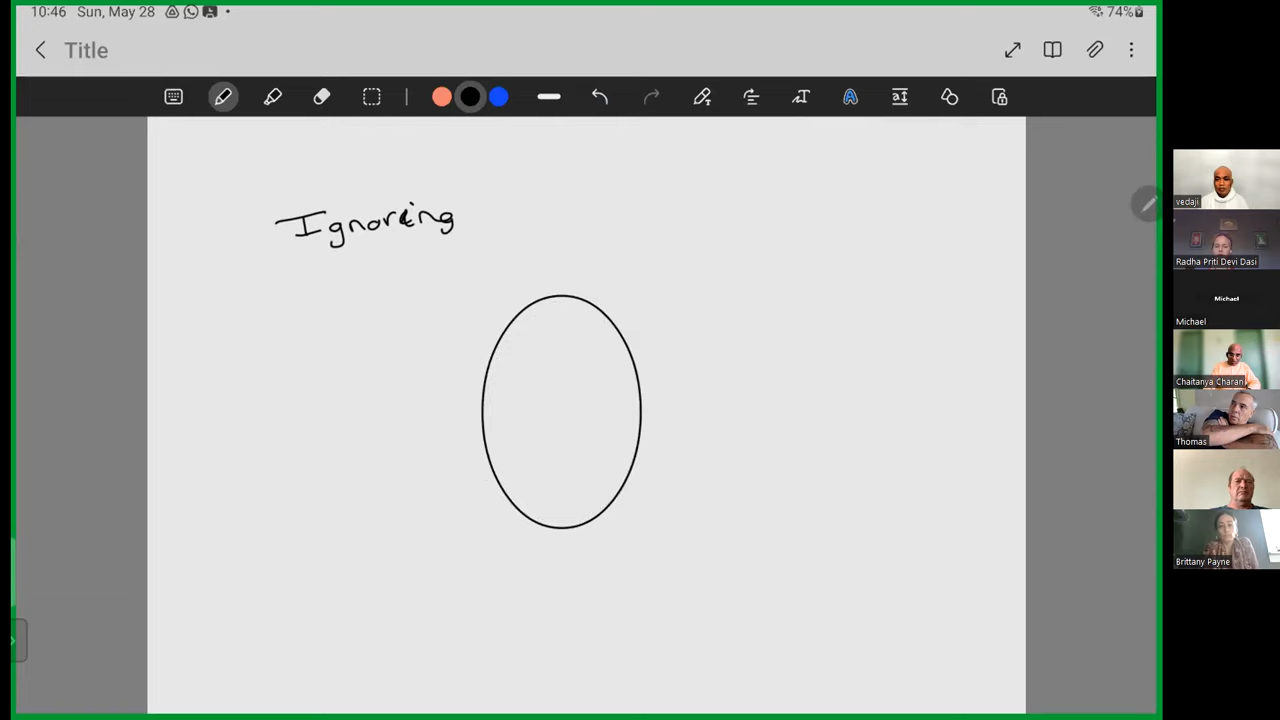 10:46 Sun, May 28
74%
Title
Ignoring
vedaji
Radha Priti Devi Dasi
Michael
Michael
Chaitanya Charan
Thomas
Brittany Payne